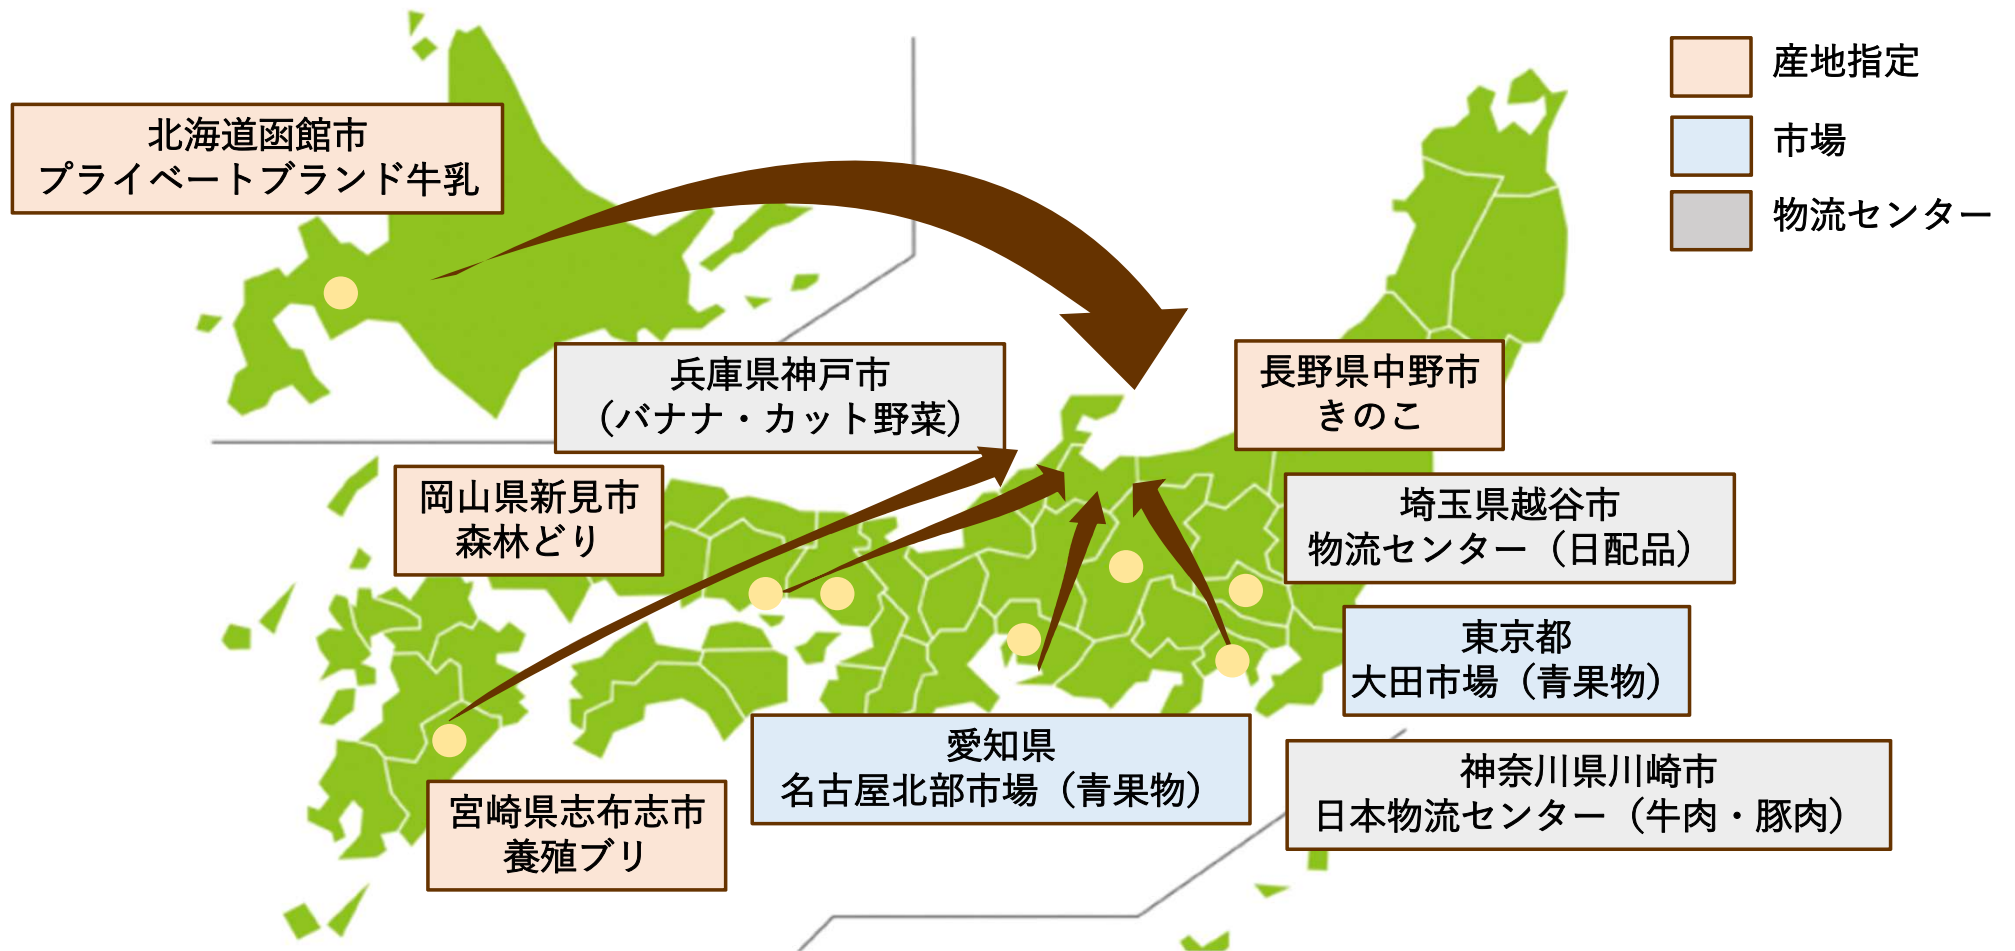 北海道函館市
プライベートブランド牛乳
産地指定
市場
物流センター
兵庫県神戸市
（バナナ・カット野菜）
長野県中野市
きのこ
岡山県新見市
森林どり
埼玉県越谷市
物流センター（日配品）
東京都
大田市場（青果物）
愛知県
名古屋北部市場（青果物）
神奈川県川崎市
日本物流センター（牛肉・豚肉）
宮崎県志布志市
養殖ブリ